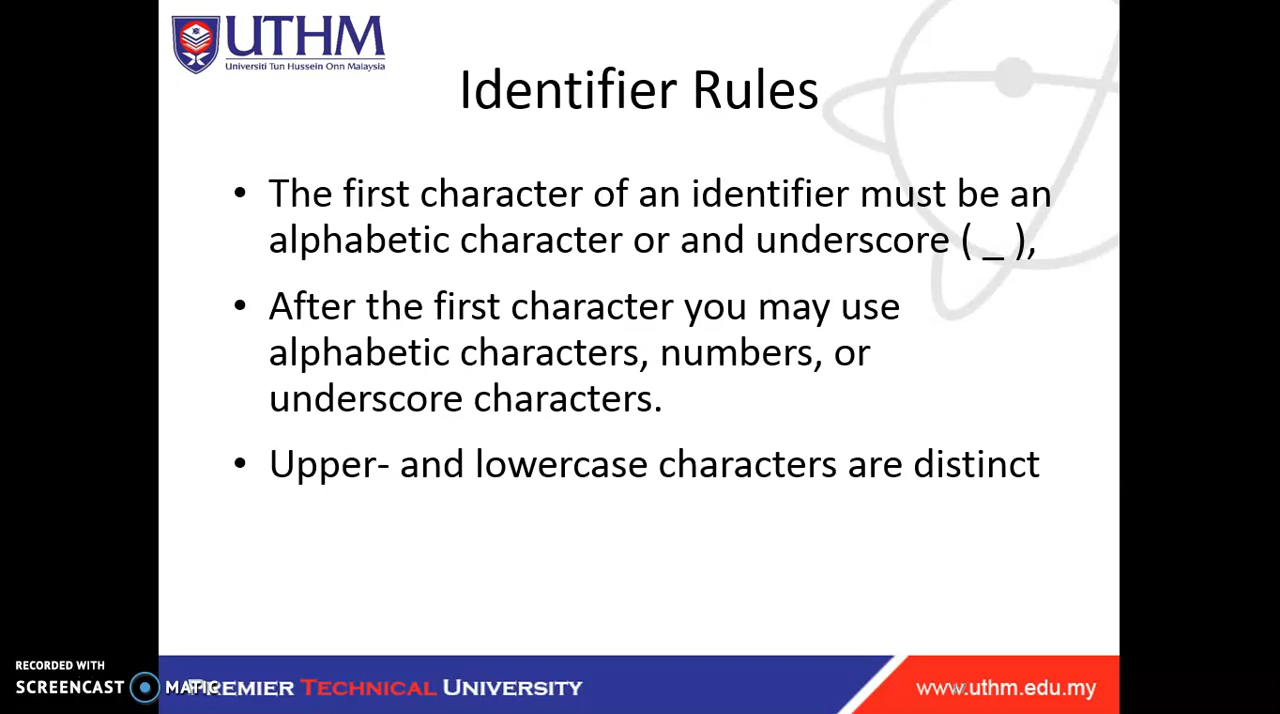 UTHM
Universiti Tun Hussein Onn Malaysia
Identifier Rules
• The first character of an identifier must be an
alphabetic character or and underscore ( _ ),
• After the first character you may use
alphabetic characters, numbers, or
underscore characters.
• Upper- and lowercase characters are distinct
RECORDED WITH
SCREENCAST MATIC
PREMIER TECHNICAL UNIVERSITY
www.uthm.edu.my